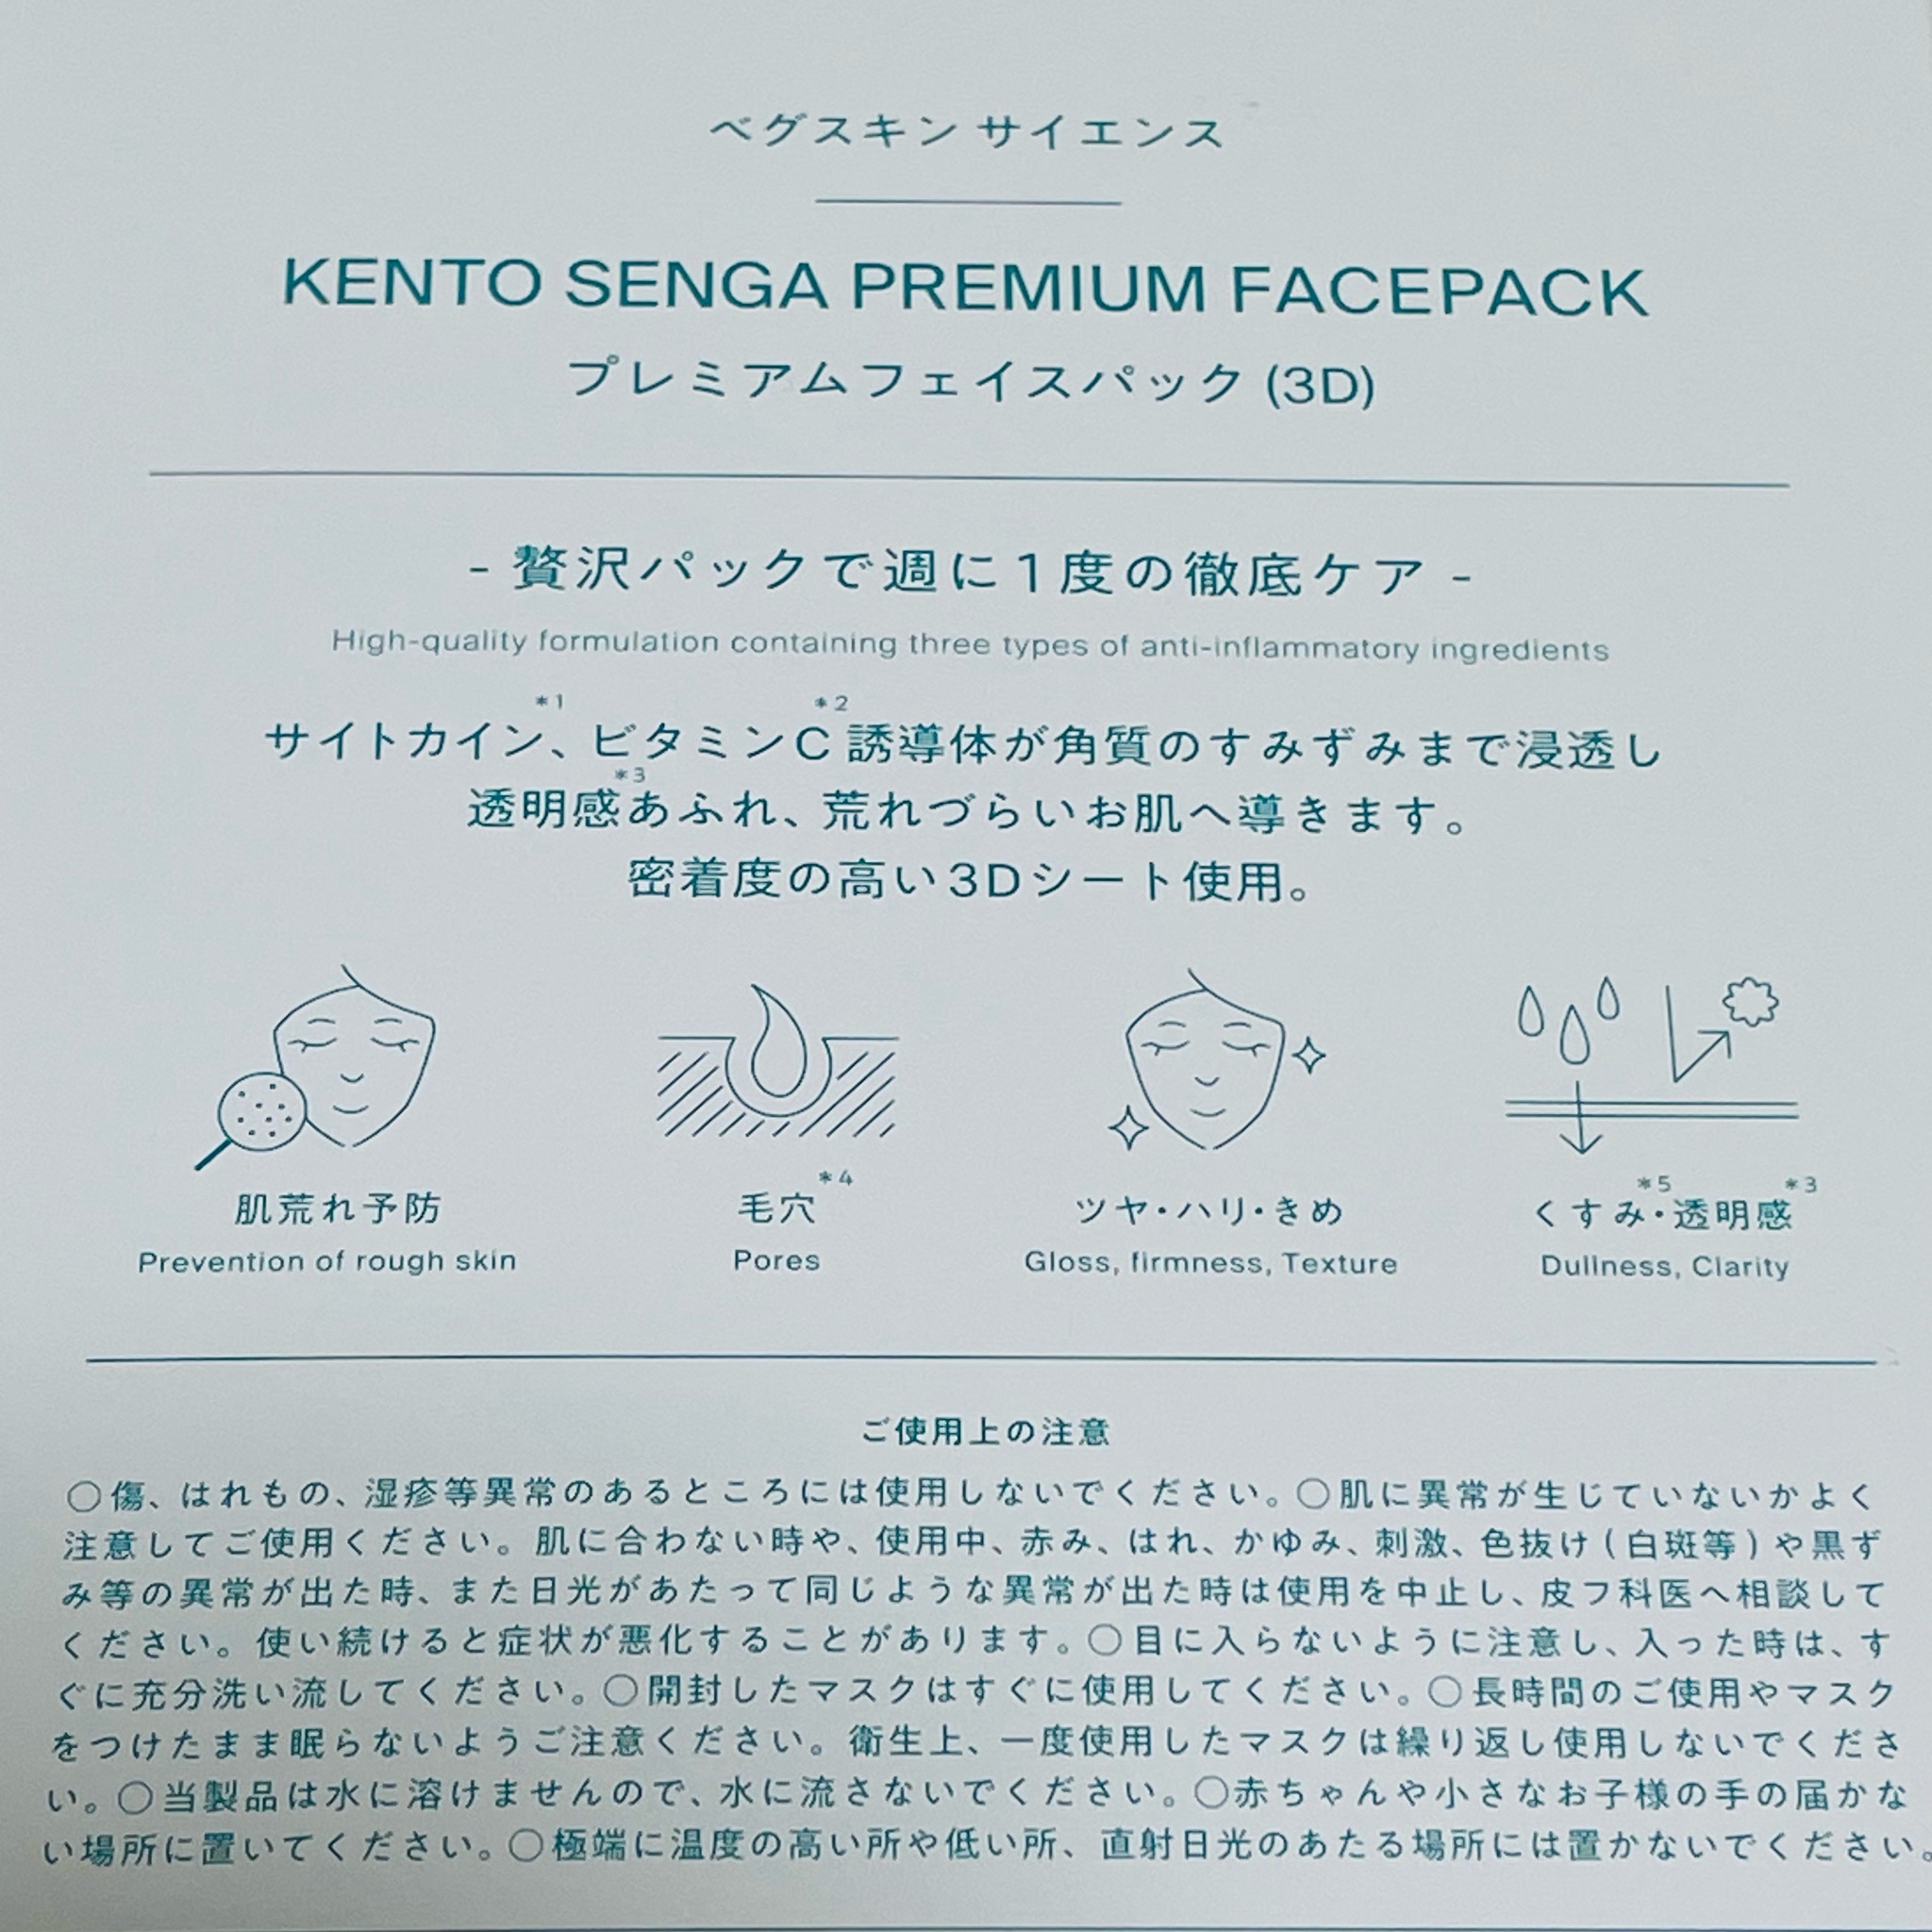 ベグスキン サイエンス
KENTO SENGA PREMIUM FACEPACK
プレミアムフェイスパック (3D)
- 贅沢パックで週に1度の徹底ケア -
High-quality formulation containing three types of anti-inflammatory ingredients
サイトカイン*1、ビタミンC*2誘導体が角質のすみずみまで浸透し
透明感*3あふれ、荒れづらいお肌へ導きます。
密着度の高い3Dシート使用。
肌荒れ予防 毛穴*4 ツヤ・ハリ・きめ くすみ*5・透明感*3
Prevention of rough skin Pores Gloss, firmness, Texture Dullness, Clarity
ご使用上の注意
○傷、はれもの、湿疹等異常のあるところには使用しないでください。○肌に異常が生じていないかよく
注意してご使用ください。肌に合わない時や、使用中、赤み、はれ、かゆみ、刺激、色抜け(白斑等)や黒ず
み等の異常が出た時、また日光があたって同じような異常が出た時は使用を中止し、皮フ科医へ相談して
ください。使い続けると症状が悪化することがあります。○目に入らないように注意し、入った時は、す
ぐに充分洗い流してください。○開封したマスクはすぐに使用してください。○長時間のご使用やマスク
をつけたまま眠らないようご注意ください。衛生上、一度使用したマスクは繰り返し使用しないでくださ
い。○当製品は水に溶けませんので、水に流さないでください。○赤ちゃんや小さなお子様の手の届かな
い場所に置いてください。○極端に温度の高い所や低い所、直射日光のあたる場所には置かないでください。